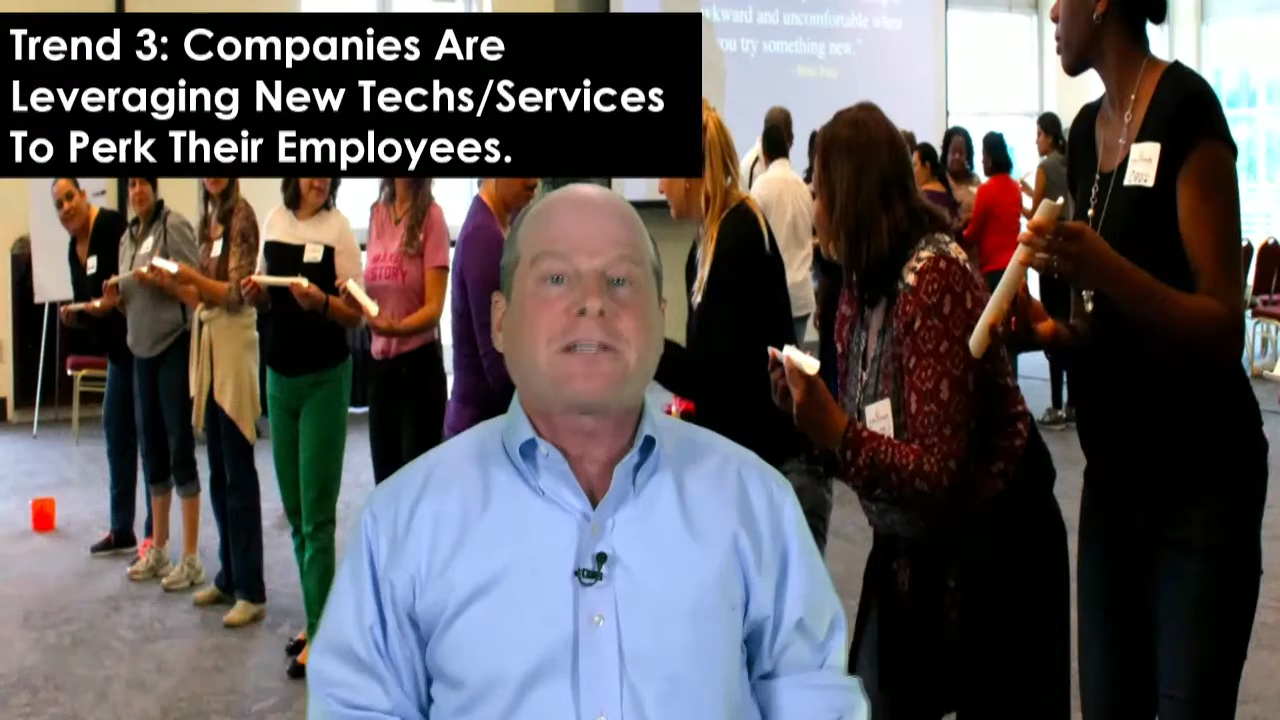 Trend 3: Companies Are
Leveraging New Techs/Services
To Perk Their Employees.
awkward and uncomfortable when
you try something new."
STORY